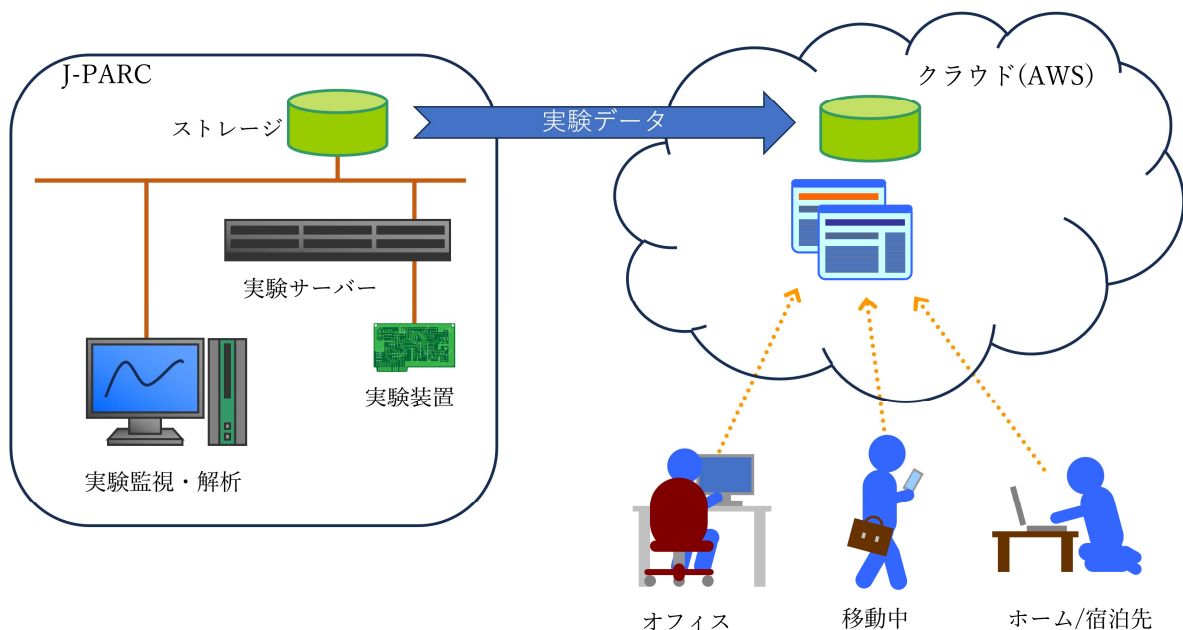 J-PARC
ストレージ
実験データ
クラウド(AWS)
実験サーバー
実験装置
実験監視・解析
オフィス
移動中
ホーム/宿泊先